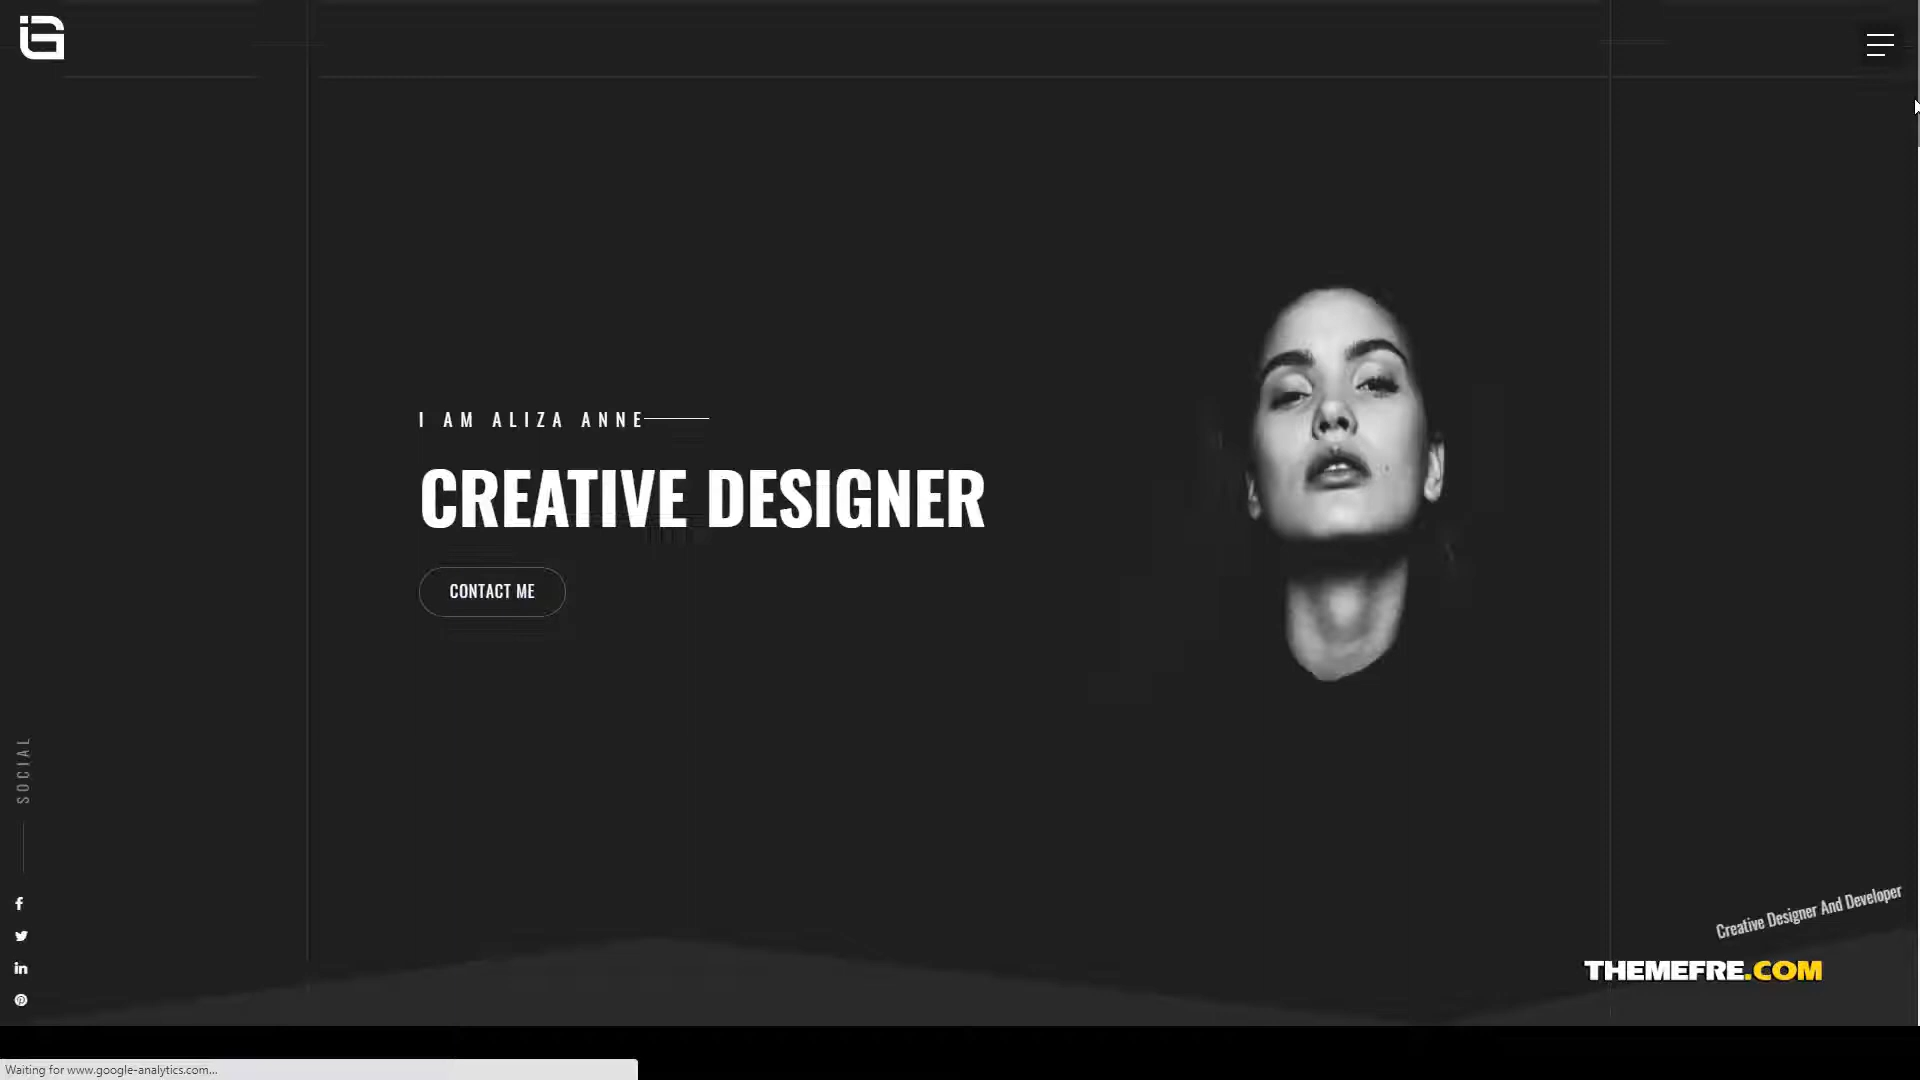 I AM ALIZA ANNE
CREATIVE DESIGNER
CONTACT ME
SOCIAL
Creative Designer And Developer
THEMEFRE.COM
Waiting for www.google-analytics.com...